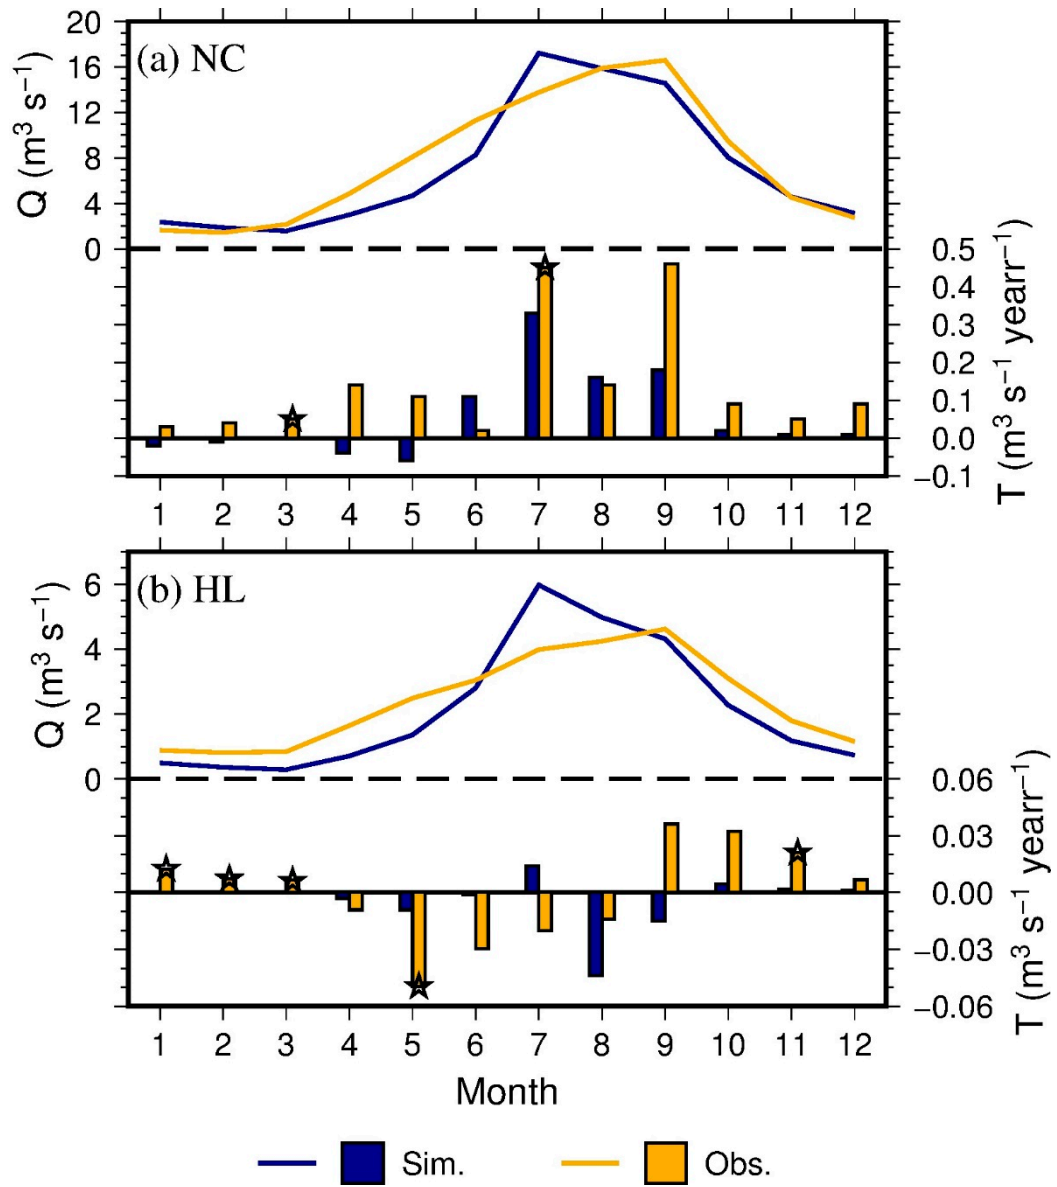 (a) NC
Q (m³ s⁻¹)
20
16
12
8
4
0
0.5
0.4
0.3
0.2
0.1
0.0
−0.1
T (m³ s⁻¹ yearr⁻¹)
1 2 3 4 5 6 7 8 9 10 11 12
(b) HL
Q (m³ s⁻¹)
6
4
2
0
0.06
0.03
0.00
−0.03
−0.06
T (m³ s⁻¹ yearr⁻¹)
1 2 3 4 5 6 7 8 9 10 11 12
Month
Sim. Obs.